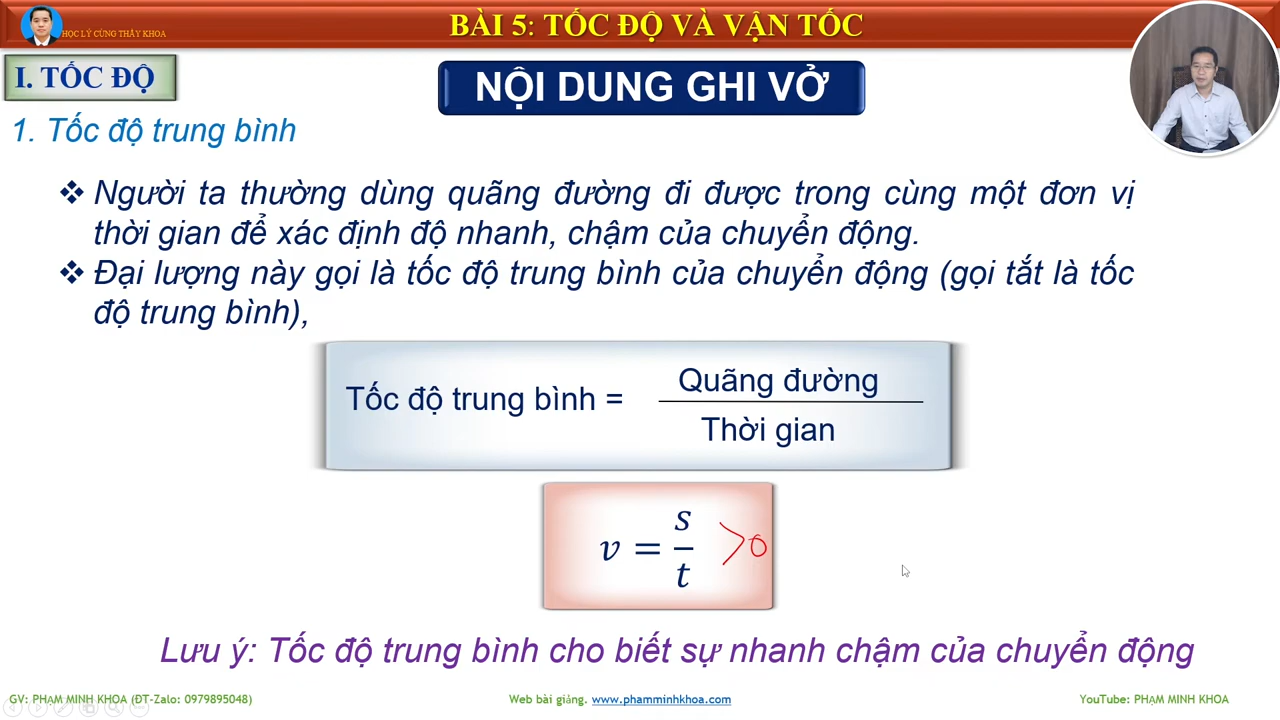 HỌC LÝ CÙNG THẦY KHOA
BÀI 5: TỐC ĐỘ VÀ VẬN TỐC
I. TỐC ĐỘ
NỘI DUNG GHI VỞ
1. Tốc độ trung bình
❖ Người ta thường dùng quãng đường đi được trong cùng một đơn vị
thời gian để xác định độ nhanh, chậm của chuyển động.
❖ Đại lượng này gọi là tốc độ trung bình của chuyển động (gọi tắt là tốc
độ trung bình),
Tốc độ trung bình =
Quãng đường
Thời gian
v = s/t >0
Lưu ý: Tốc độ trung bình cho biết sự nhanh chậm của chuyển động
GV: PHẠM MINH KHOA (ĐT-Zalo: 0979895048)
Web bài giảng. www.phamminhkhoa.com
YouTube: PHẠM MINH KHOA